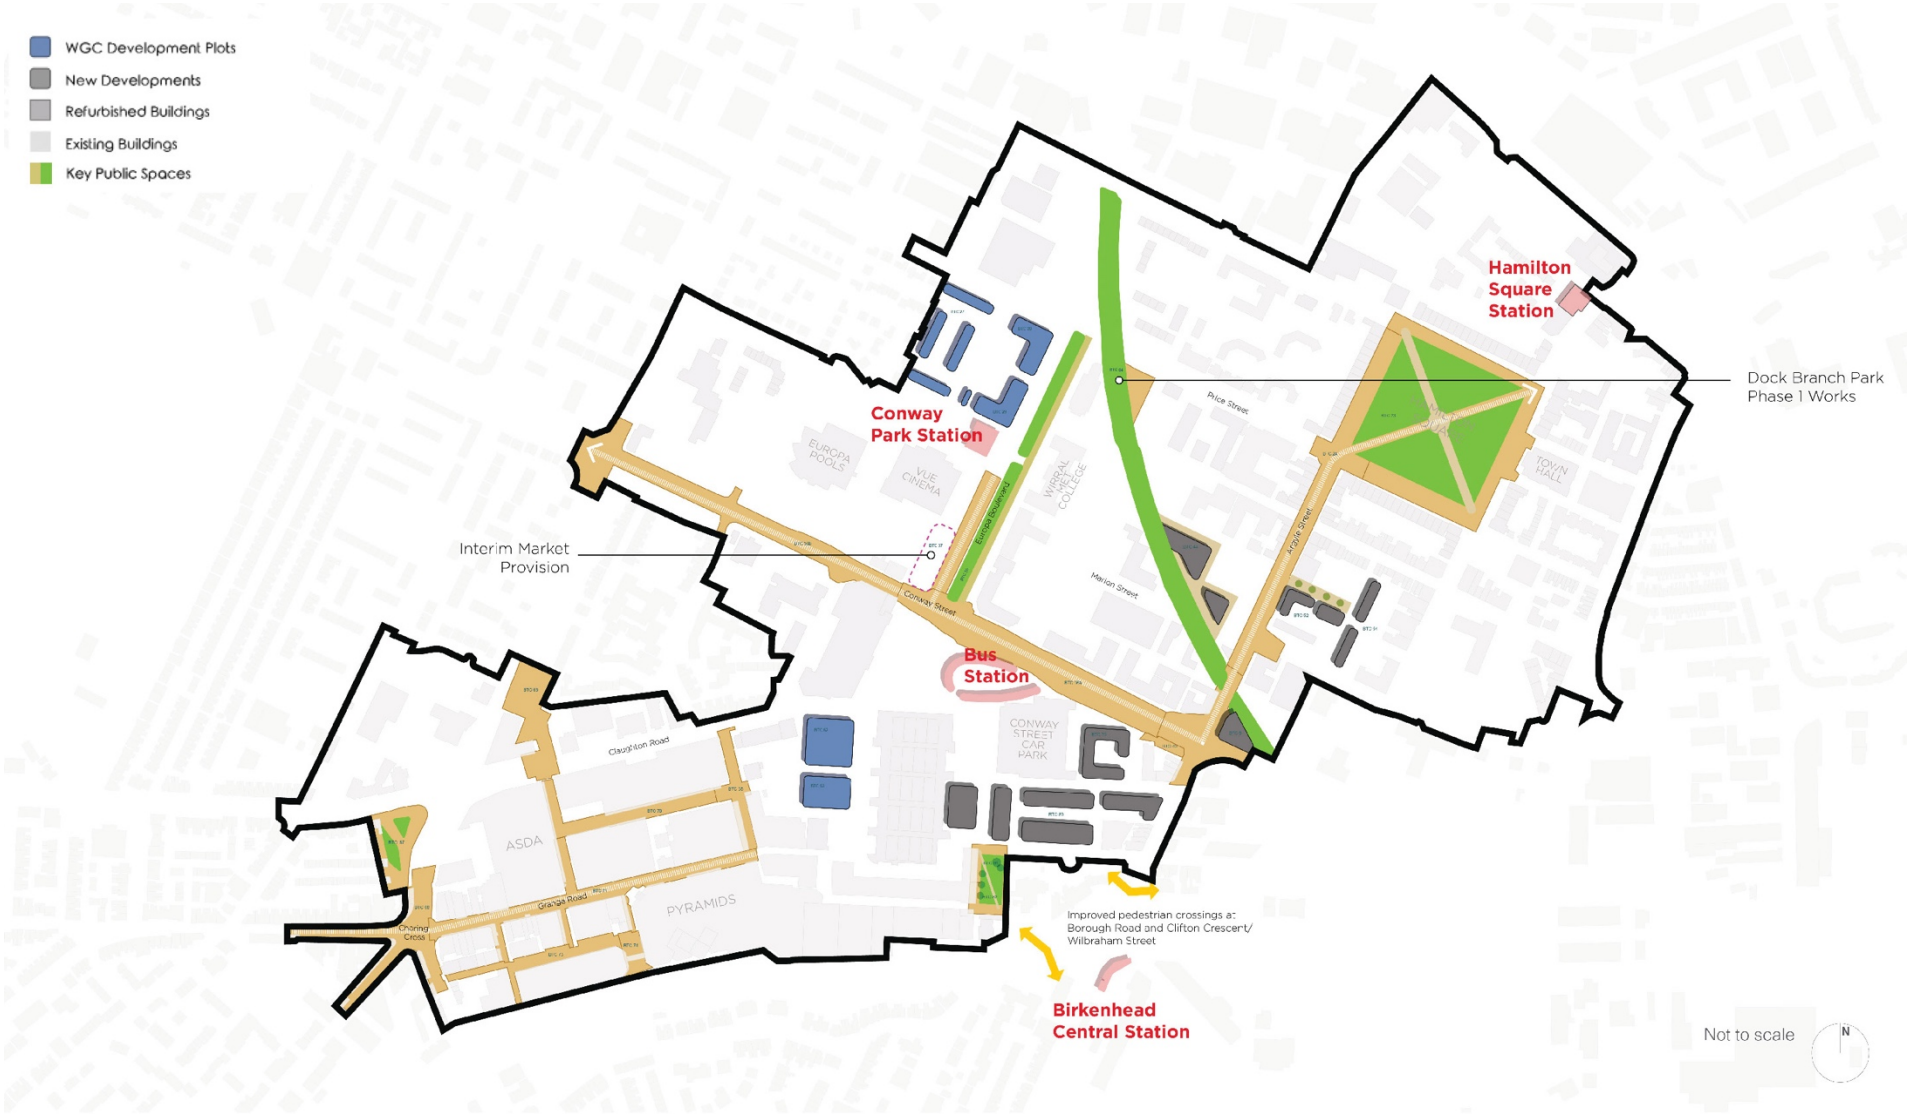 WGC Development Plots
New Developments
Refurbished Buildings
Existing Buildings
Key Public Spaces
Hamilton
Square
Station
Dock Branch Park
Phase 1 Works
Conway
Park Station
Price Street
EUROPA
POOLS
VUE
CINEMA
WIRRAL
MET
COLLEGE
TOWN
HALL
Europa Boulevard
Argyle Street
Interim Market
Provision
Conway Street
Marion Street
Bus
Station
CONWAY
STREET
CAR
PARK
Claughton Road
ASDA
Grange Road
PYRAMIDS
Charing
Cross
Improved pedestrian crossings at
Borough Road and Clifton Crescent/
Wilbraham Street
Birkenhead
Central Station
Not to scale
N